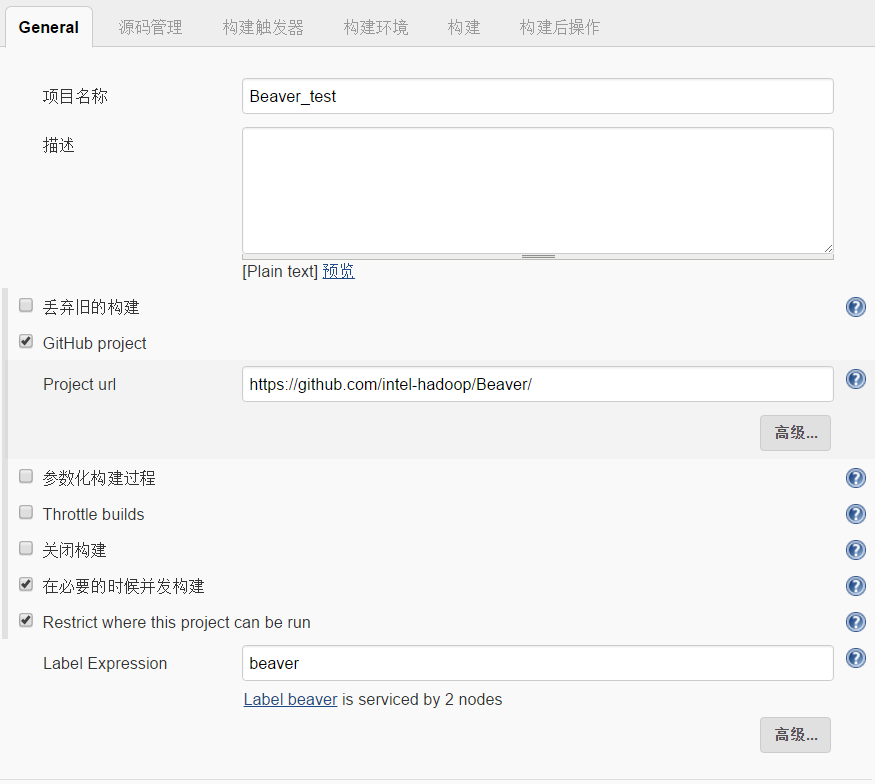 General 源码管理 构建触发器 构建环境 构建 构建后操作
项目名称 Beaver_test
描述
[Plain text] 预览
丢弃旧的构建
GitHub project
Project url https://github.com/intel-hadoop/Beaver/
高级...
参数化构建过程
Throttle builds
关闭构建
在必要的时候并发构建
Restrict where this project can be run
Label Expression beaver
Label beaver is serviced by 2 nodes
高级...